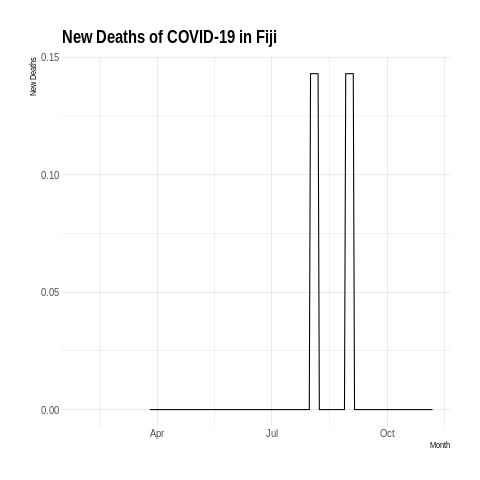 New Deaths of COVID-19 in Fiji
New Deaths
0.15
0.10
0.05
0.00
Apr
Jul
Oct
Month